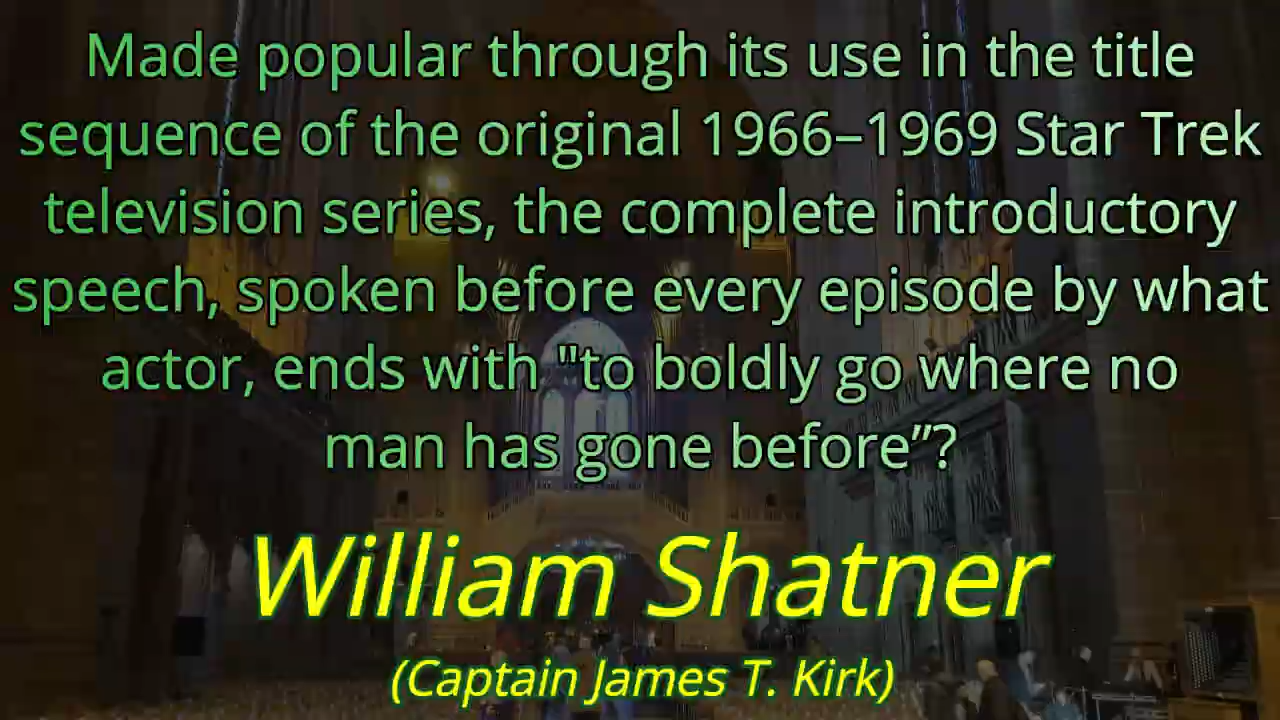 Made popular through its use in the title
sequence of the original 1966–1969 Star Trek
television series, the complete introductory
speech, spoken before every episode by what
actor, ends with "to boldly go where no
man has gone before”?
William Shatner
(Captain James T. Kirk)